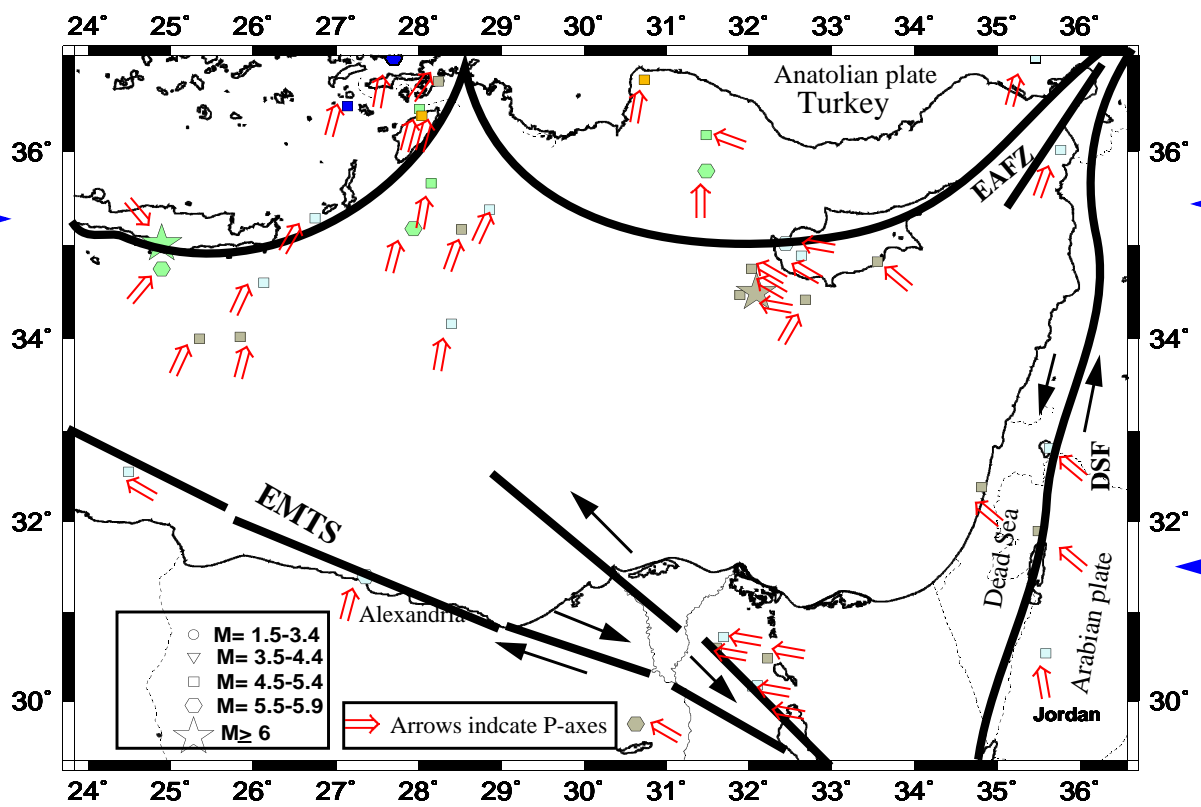 24° 25° 26° 27° 28° 29° 30° 31° 32° 33° 34° 35° 36°
Anatolian plate
Turkey
36° 36°
EAFZ
34° 34°
DSF
EMTS
32° 32°
Dead Sea
Arabian plate
Alexandria
M= 1.5-3.4
M= 3.5-4.4
M= 4.5-5.4
M= 5.5-5.9
M≥ 6
Arrows indcate P-axes
30° 30°
Jordan
24° 25° 26° 27° 28° 29° 30° 31° 32° 33° 34° 35° 36°